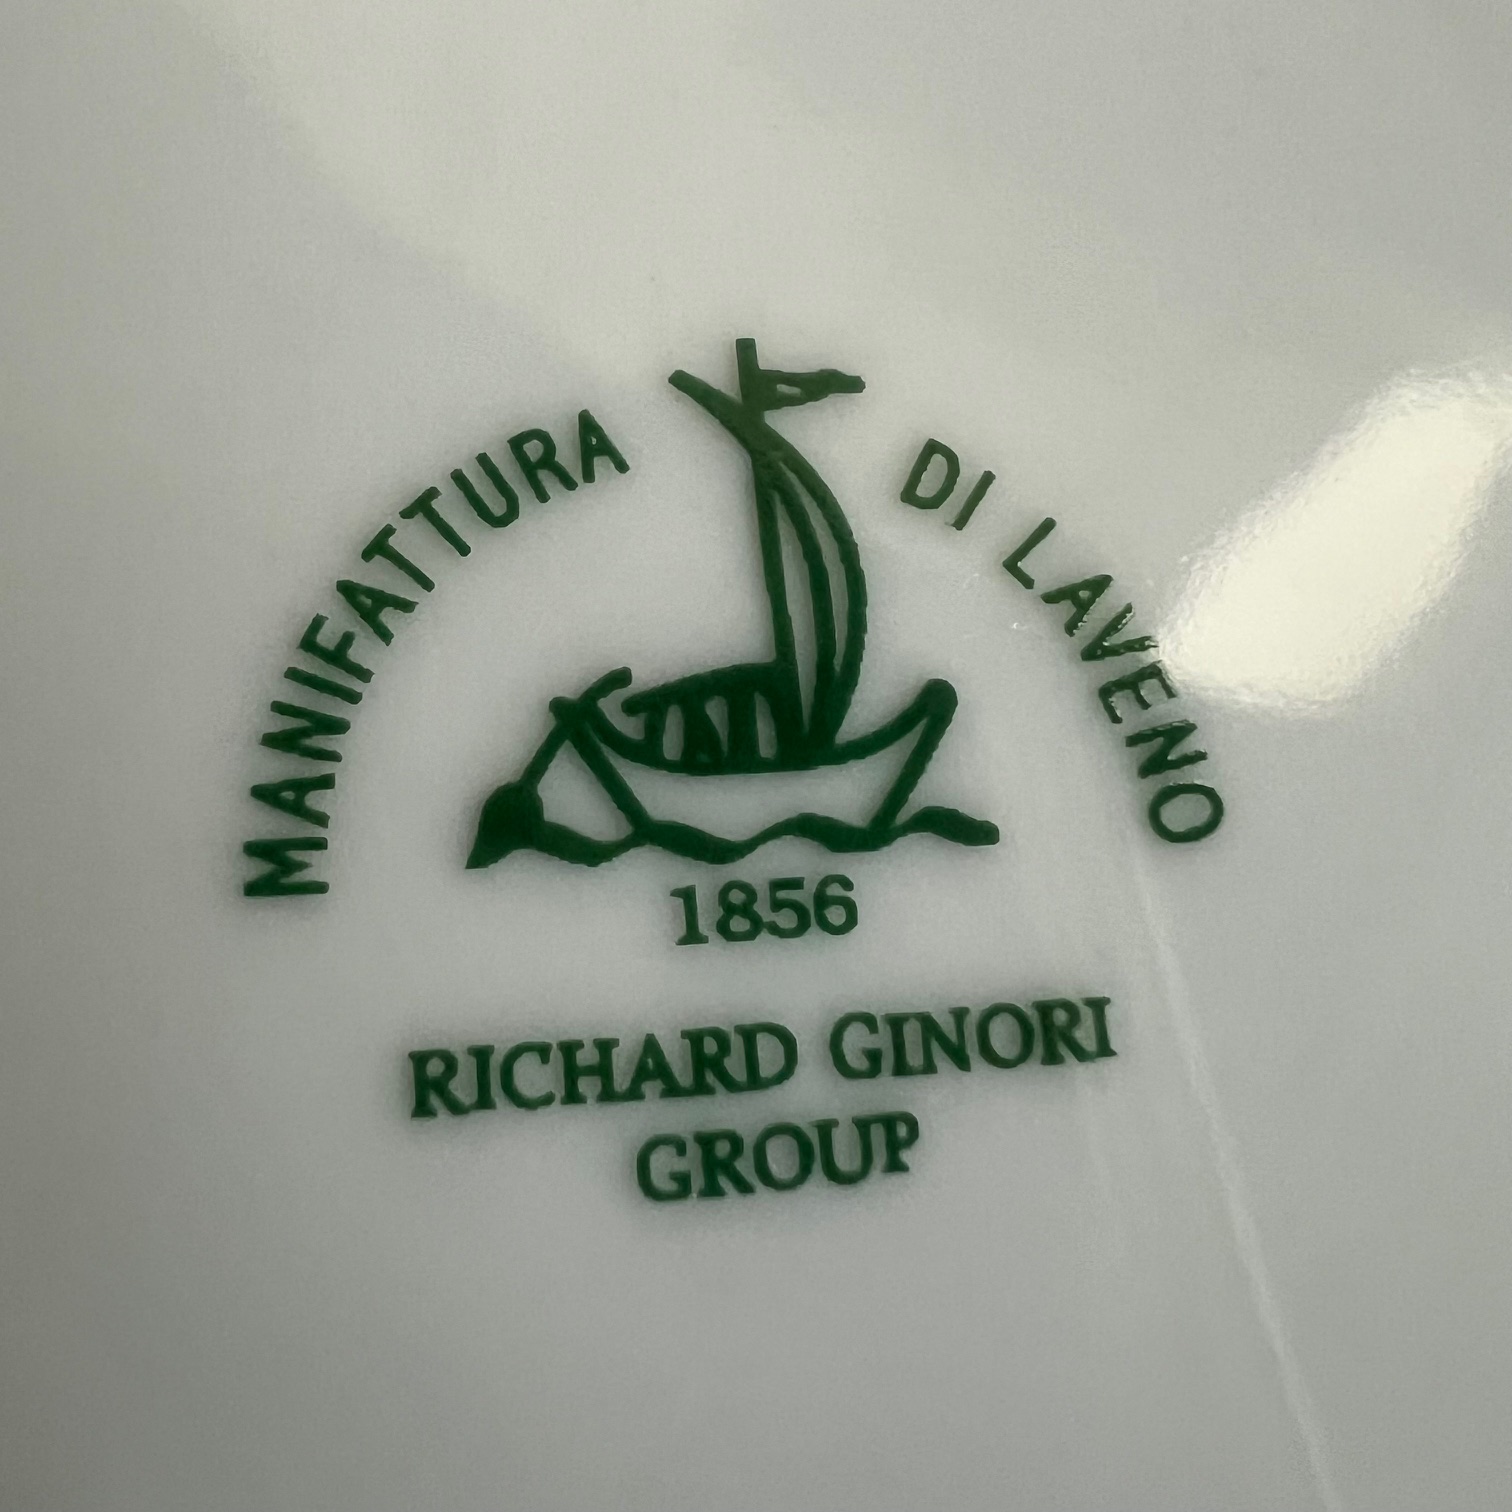 MANIFATTURA DI LAVENO
1856
RICHARD GINORI
GROUP